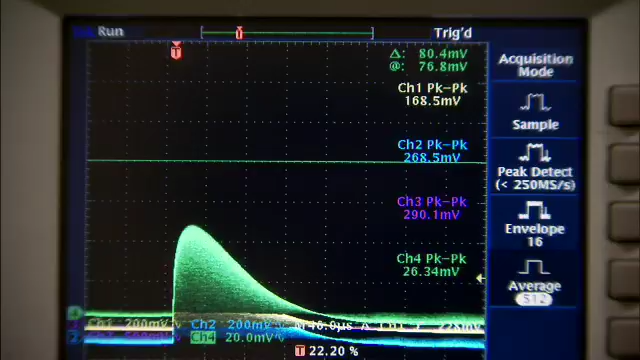 Run
Trig'd
T
T
Δ: 80.4mV
@: 76.8mV
Acquisition
Mode
Ch1 Pk-Pk
168.5mV
Sample
Ch2 Pk-Pk
268.5mV
Peak Detect
(< 250MS/s)
Ch3 Pk-Pk
290.1mV
Envelope
16
Ch4 Pk-Pk
26.34mV
Average
512
Ch1 200mV Ch2 200mV
Ch4 20.0mV
T 22.20 %